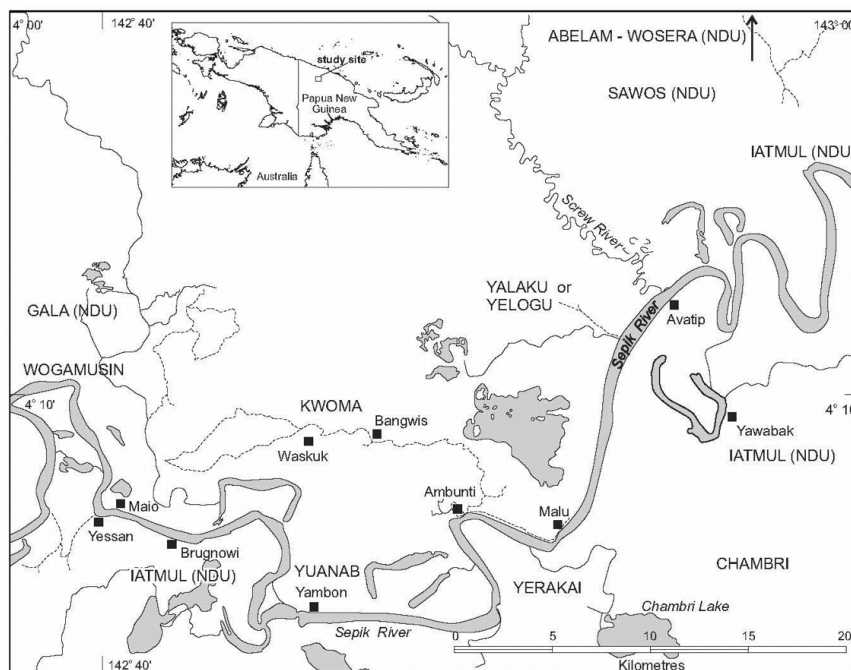 4° 00'
142° 40'
143° 00'
ABELAM - WOSERA (NDU)
study site
Papua New
Guinea
Australia
SAWOS (NDU)
IATMUL (NDU
Screw River
YALAKU or
YELOGU
Sepik River
Avatip
GALA (NDU)
WOGAMUSIN
4° 10'
4° 10
KWOMA
Bangwis
Waskuk
Yawabak
IATMUL (NDU)
Ambunti
Malu
Maio
Yessan
Brugnowi
IATMUL (NDU)
YUANAB
Yambon
YERAKAI
CHAMBRI
Chambri Lake
Sepik River
0 5 10 15 20
Kilometres
142° 40'